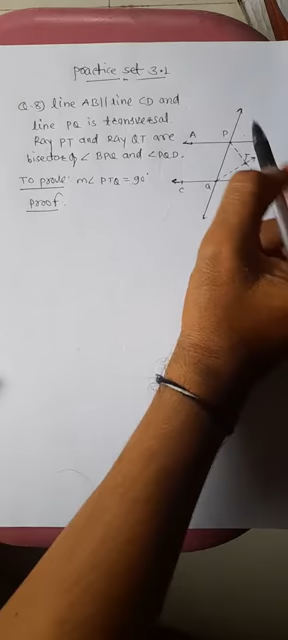 practice set 3.1
Q.8) line AB || line CD and
line PQ is transversal
Ray PT and Ray QT are
bisector of ∠ BPQ and ∠PQD.
TO prove: m∠ PTQ = 90°
proof.
A P
T
C Q